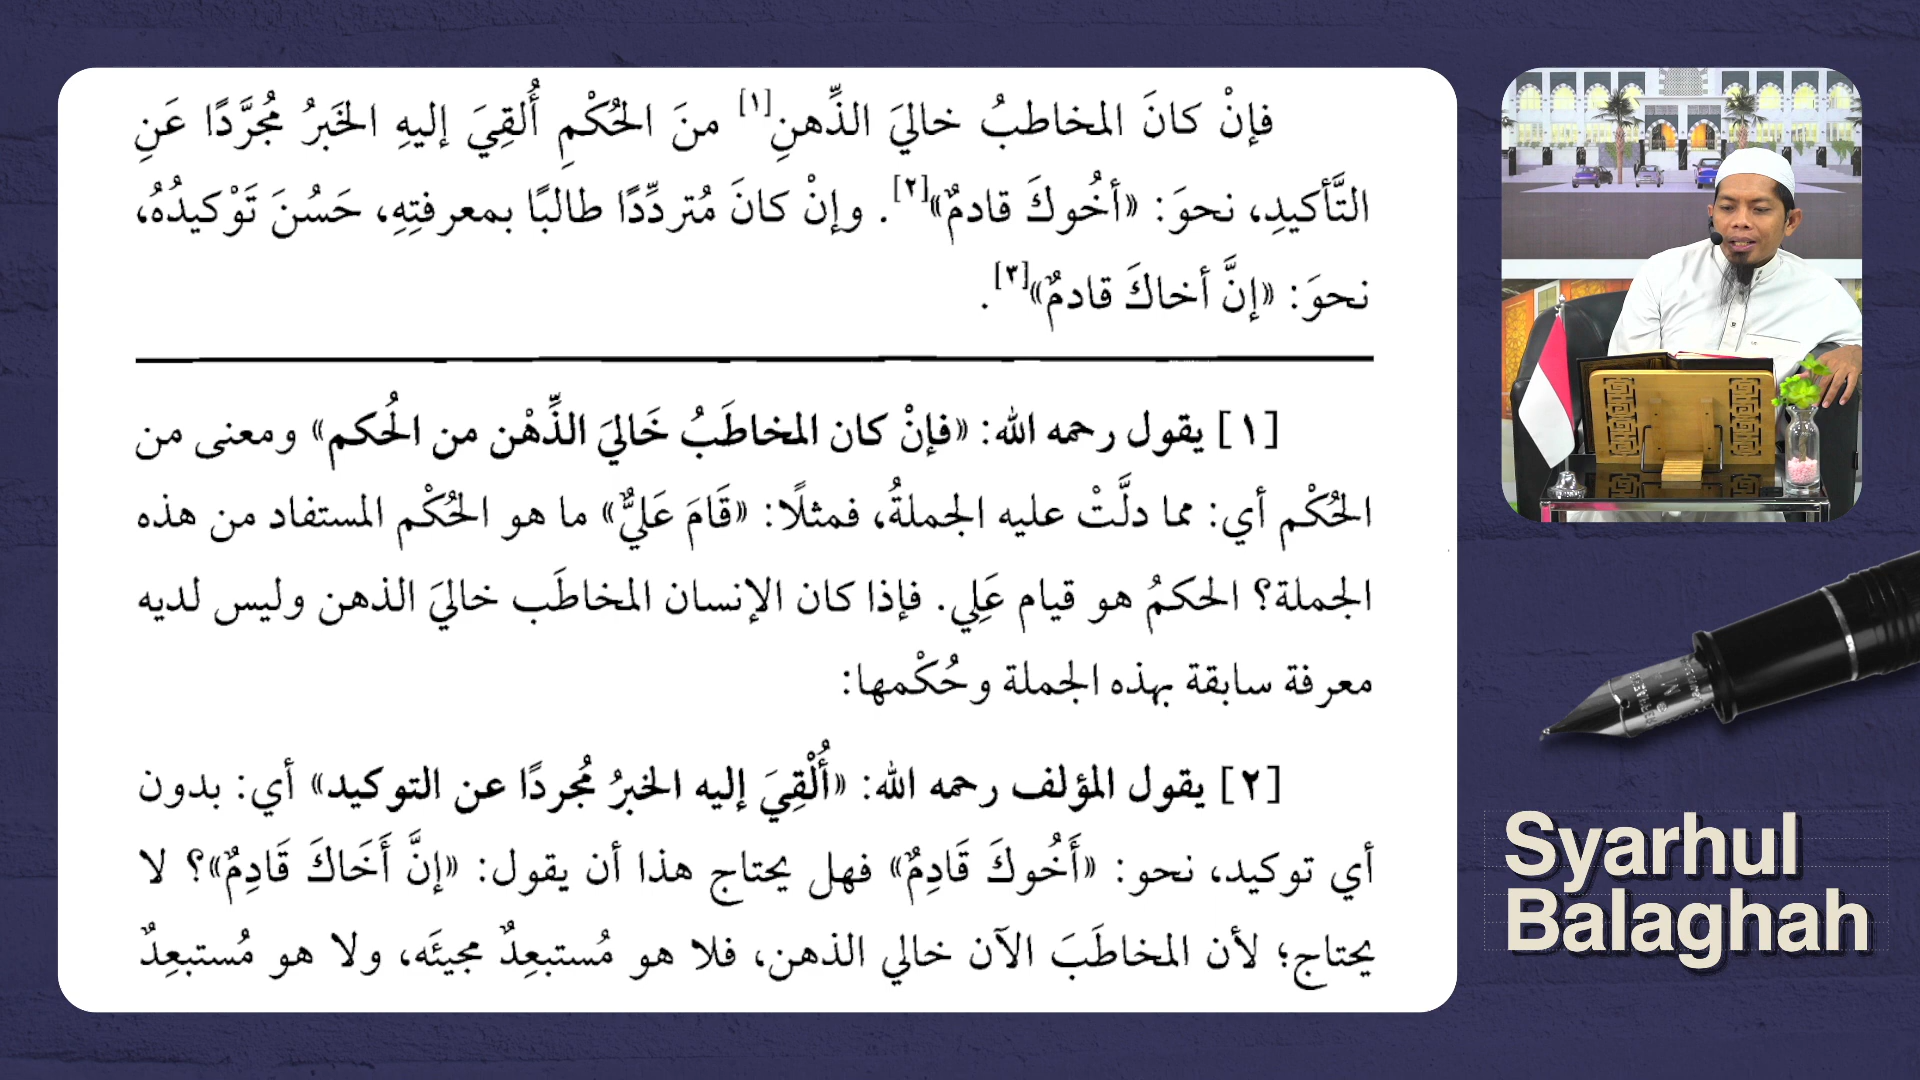 فإنْ كانَ المخاطبُ خاليَ الذِّهنِ[١] منَ الحُكْمِ أُلقِيَ إليهِ الخَبرُ مُجرَّدًا عَنِ
التَّأكيدِ، نحوَ: «أخُوكَ قادمٌ»[٢]. وإنْ كانَ مُتردِّدًا طالبًا بمعرفتِهِ، حَسُنَ تَوْكيدُهُ،
نحوَ: «إنَّ أخاكَ قادمٌ»[٣].
[١] يقول رحمه الله: «فإنْ كان المخاطَبُ خَاليَ الذِّهْن من الحُكم» ومعنى من
الحُكْم أي: مما دلَّتْ عليه الجملةُ، فمثلًا: «قَامَ عَليٌّ» ما هو الحُكْم المستفاد من هذه
الجملة؟ الحكمُ هو قيام عَلِي. فإذا كان الإنسان المخاطَب خاليَ الذهن وليس لديه
معرفة سابقة بهذه الجملة وحُكْمها:
[٢] يقول المؤلف رحمه الله: «أُلْقِيَ إليه الخبرُ مُجردًا عن التوكيد» أي: بدون
أي توكيد، نحو: «أَخُوكَ قَادِمٌ» فهل يحتاج هذا أن يقول: «إنَّ أَخَاكَ قَادِمٌ»؟ لا
يحتاج؛ لأن المخاطَبَ الآن خالي الذهن، فلا هو مُستبعِدٌ مجيئَه، ولا هو مُستبعِدٌ
Syarhul
Balaghah